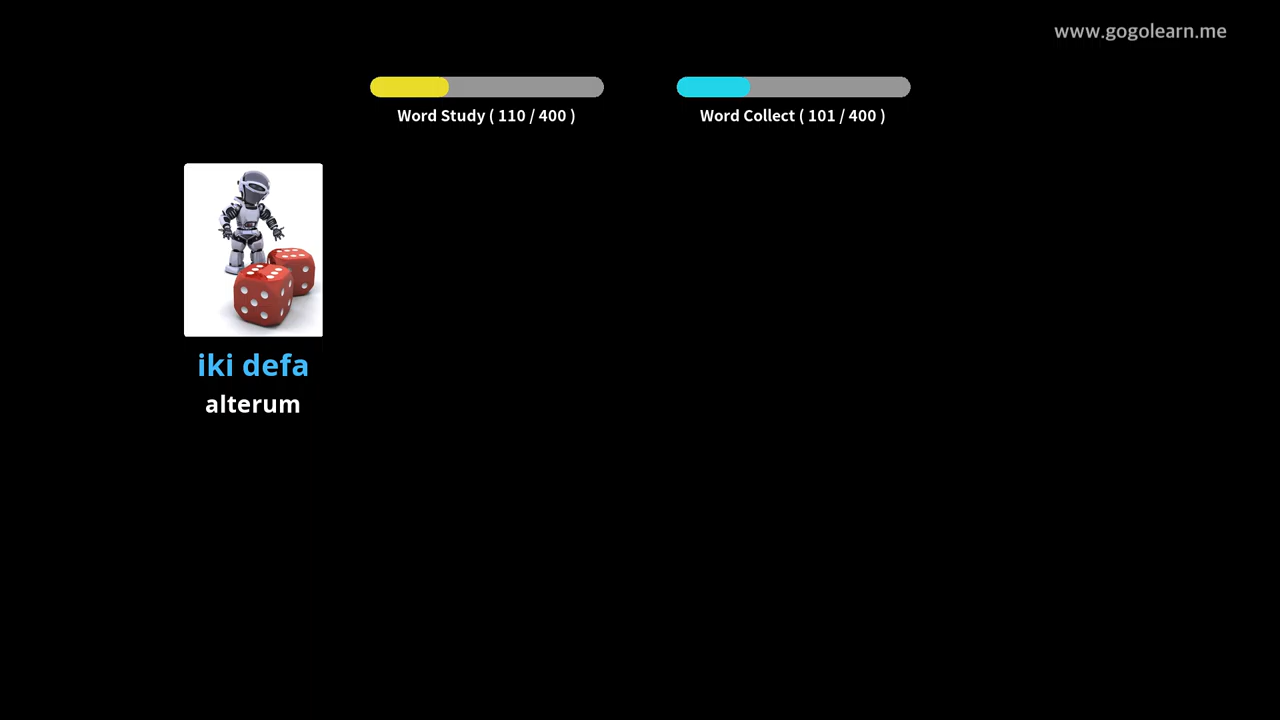 www.gogolearn.me
Word Study ( 110 / 400 )
Word Collect ( 101 / 400 )
iki defa
alterum